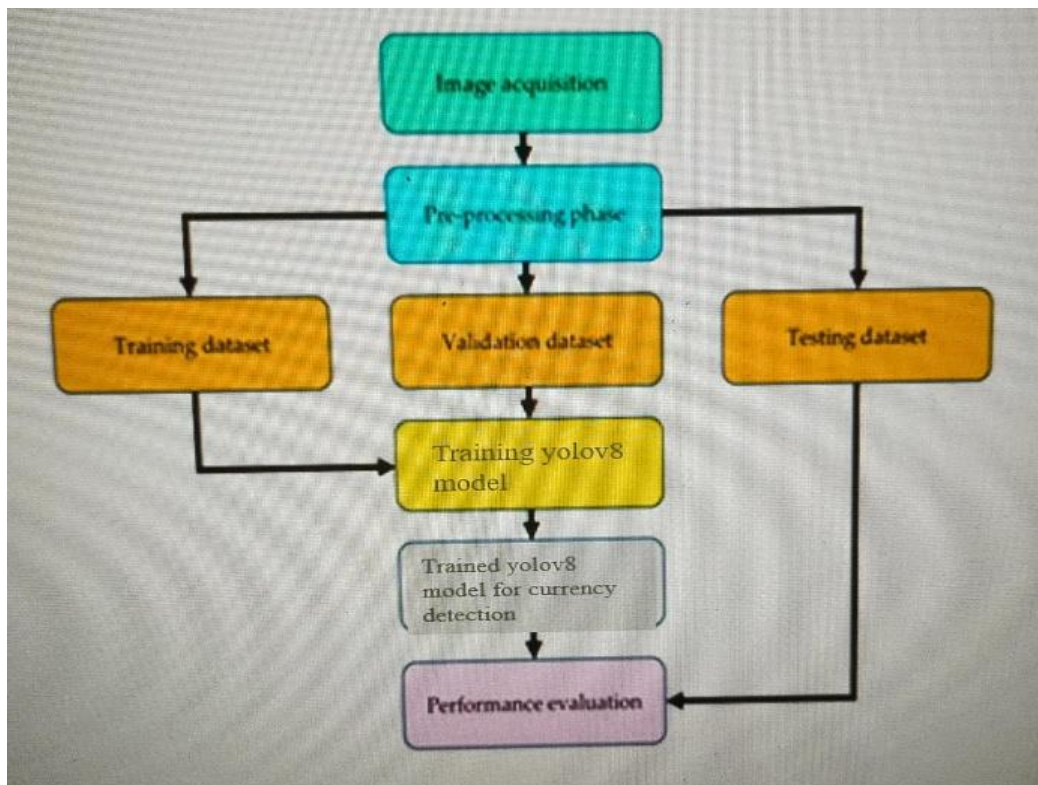 Image acquisition
Pre-processing phase
Training dataset
Validation dataset
Testing dataset
Training yolov8
model
Trained yolov8
model for currency
detection
Performance evaluation